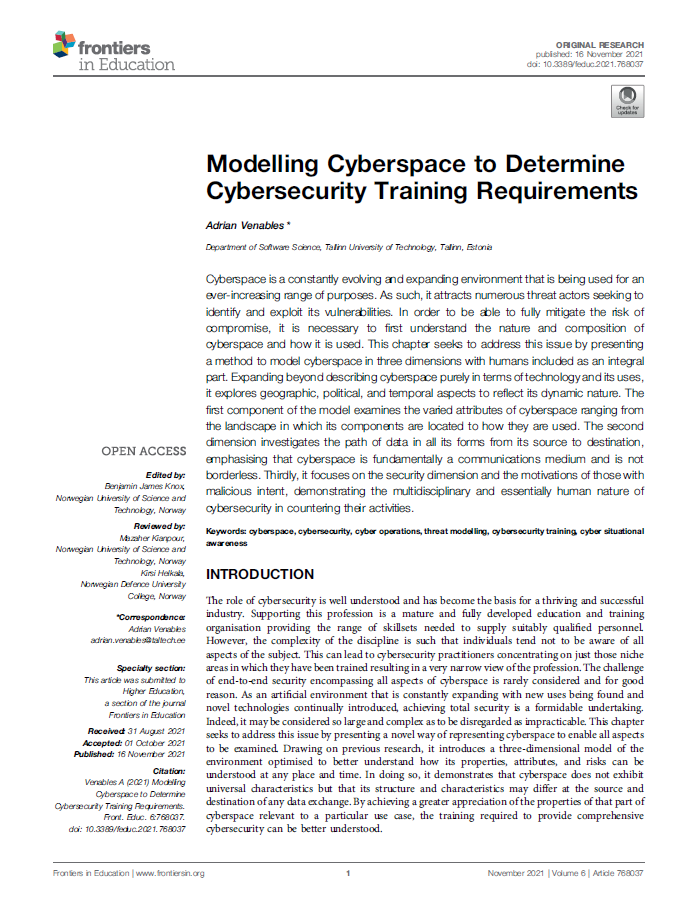 frontiers
in Education
ORIGINAL RESEARCH
published: 16 November 2021
doi: 10.3389/feduc.2021.768037
Check for
updates
Modelling Cyberspace to Determine
Cybersecurity Training Requirements
Adrian Venables *
Department of Software Science, Tallinn University of Technology, Tallinn, Estonia
Cyberspace is a constantly evolving and expanding environment that is being used for an
ever-increasing range of purposes. As such, it attracts numerous threat actors seeking to
identify and exploit its vulnerabilities. In order to be able to fully mitigate the risk of
compromise, it is necessary to first understand the nature and composition of
cyberspace and how it is used. This chapter seeks to address this issue by presenting
a method to model cyberspace in three dimensions with humans included as an integral
part. Expanding beyond describing cyberspace purely in terms of technology and its uses,
it explores geographic, political, and temporal aspects to reflect its dynamic nature. The
first component of the model examines the varied attributes of cyberspace ranging from
the landscape in which its components are located to how they are used. The second
dimension investigates the path of data in all its forms from its source to destination,
emphasising that cyberspace is fundamentally a communications medium and is not
borderless. Thirdly, it focuses on the security dimension and the motivations of those with
malicious intent, demonstrating the multidisciplinary and essentially human nature of
cybersecurity in countering their activities.
Keywords: cyberspace, cybersecurity, cyber operations, threat modelling, cybersecurity training, cyber situational
awareness
OPEN ACCESS
Edited by:
Benjamin James Knox,
Norwegian University of Science and
Technology, Norway
Reviewed by:
Mazaher Kianpour,
Norwegian University of Science and
Technology, Norway
Kirsi Helkala,
Norwegian Defence University
College, Norway
*Correspondence:
Adrian Venables
adrian.venables@taltech.ee
Specialty section:
This article was submitted to
Higher Education,
a section of the journal
Frontiers in Education
Received: 31 August 2021
Accepted: 01 October 2021
Published: 16 November 2021
Citation:
Venables A (2021) Modelling
Cyberspace to Determine
Cybersecurity Training Requirements.
Front. Educ. 6:768037.
doi: 10.3389/feduc.2021.768037
INTRODUCTION
The role of cybersecurity is well understood and has become the basis for a thriving and successful
industry. Supporting this profession is a mature and fully developed education and training
organisation providing the range of skillsets needed to supply suitably qualified personnel.
However, the complexity of the discipline is such that individuals tend not to be aware of all
aspects of the subject. This can lead to cybersecurity practitioners concentrating on just those niche
areas in which they have been trained resulting in a very narrow view of the profession. The challenge
of end-to-end security encompassing all aspects of cyberspace is rarely considered and for good
reason. As an artificial environment that is constantly expanding with new uses being found and
novel technologies continually introduced, achieving total security is a formidable undertaking.
Indeed, it may be considered so large and complex as to be disregarded as impracticable. This chapter
seeks to address this issue by presenting a novel way of representing cyberspace to enable all aspects
to be examined. Drawing on previous research, it introduces a three-dimensional model of the
environment optimised to better understand how its properties, attributes, and risks can be
understood at any place and time. In doing so, it demonstrates that cyberspace does not exhibit
universal characteristics but that its structure and characteristics may differ at the source and
destination of any data exchange. By achieving a greater appreciation of the properties of that part of
cyberspace relevant to a particular use case, the training required to provide comprehensive
cybersecurity can be better understood.
Frontiers in Education | www.frontiersin.org
1
November 2021 | Volume 6 | Article 768037